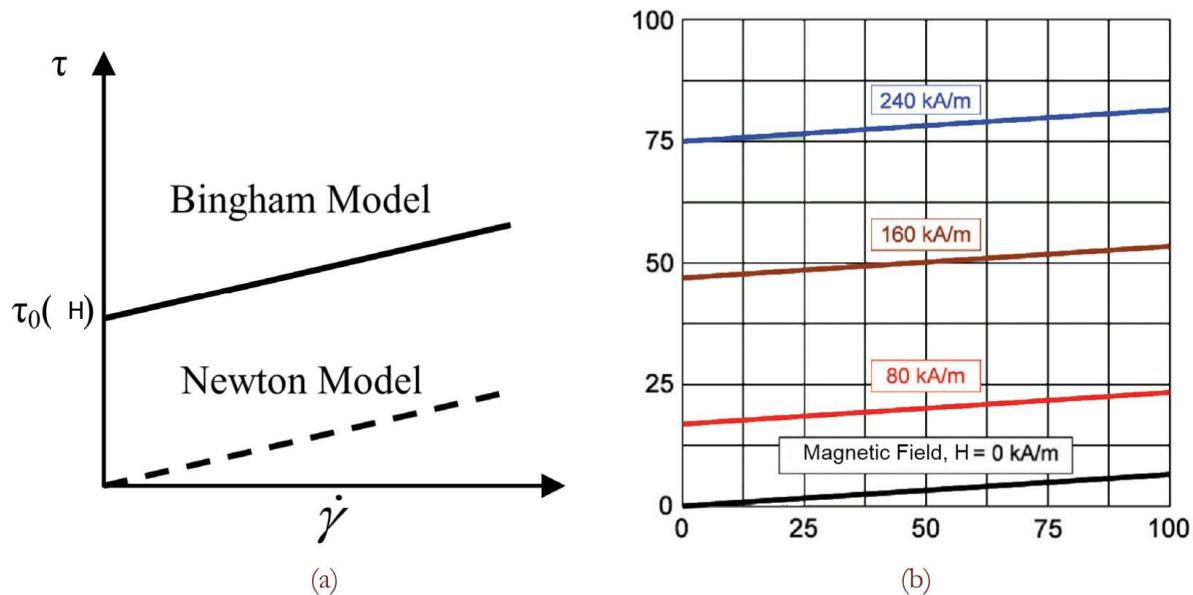 τ
Bingham Model
τ₀( H)
Newton Model
γ̇
(a)
100
240 kA/m
75
160 kA/m
50
80 kA/m
25
Magnetic Field, H = 0 kA/m
0
0 25 50 75 100
(b)